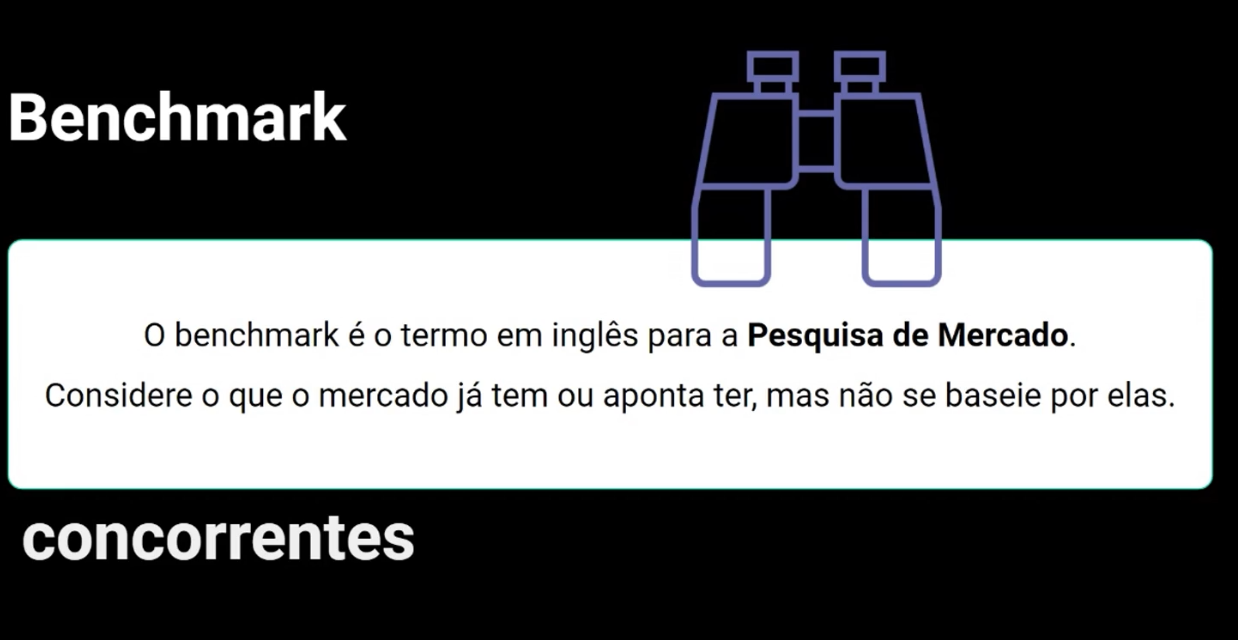 Benchmark
O benchmark é o termo em inglês para a Pesquisa de Mercado.
Considere o que o mercado já tem ou aponta ter, mas não se baseie por elas.
concorrentes